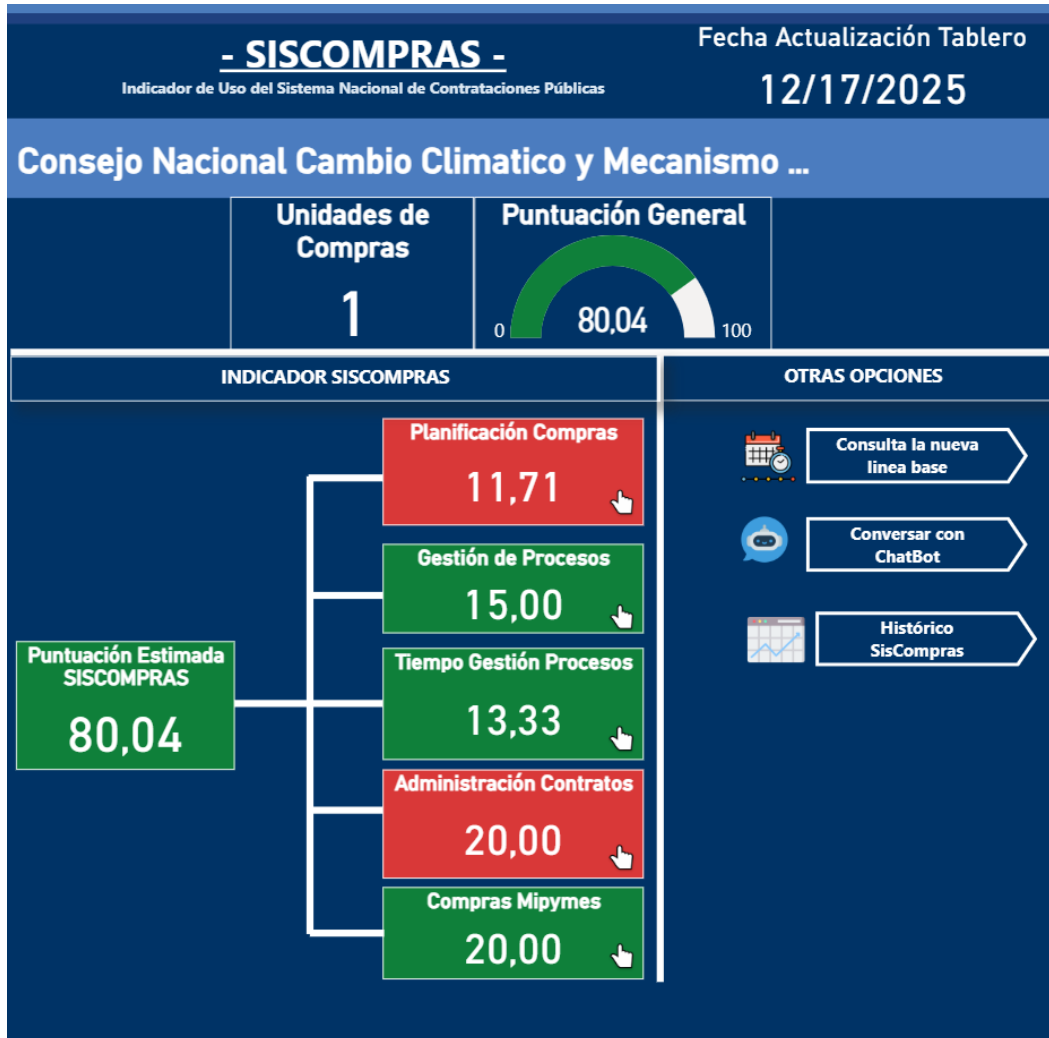 - SISCOMPRAS -
Indicador de Uso del Sistema Nacional de Contrataciones Públicas
Fecha Actualización Tablero
12/17/2025
Consejo Nacional Cambio Climatico y Mecanismo ...
Unidades de
Compras
1
Puntuación General
0
80,04
100
INDICADOR SISCOMPRAS
OTRAS OPCIONES
Puntuación Estimada
SISCOMPRAS
80,04
Planificación Compras
11,71
Gestión de Procesos
15,00
Tiempo Gestión Procesos
13,33
Administración Contratos
20,00
Compras Mipymes
20,00
Consulta la nueva
linea base
Conversar con
ChatBot
Histórico
SisCompras